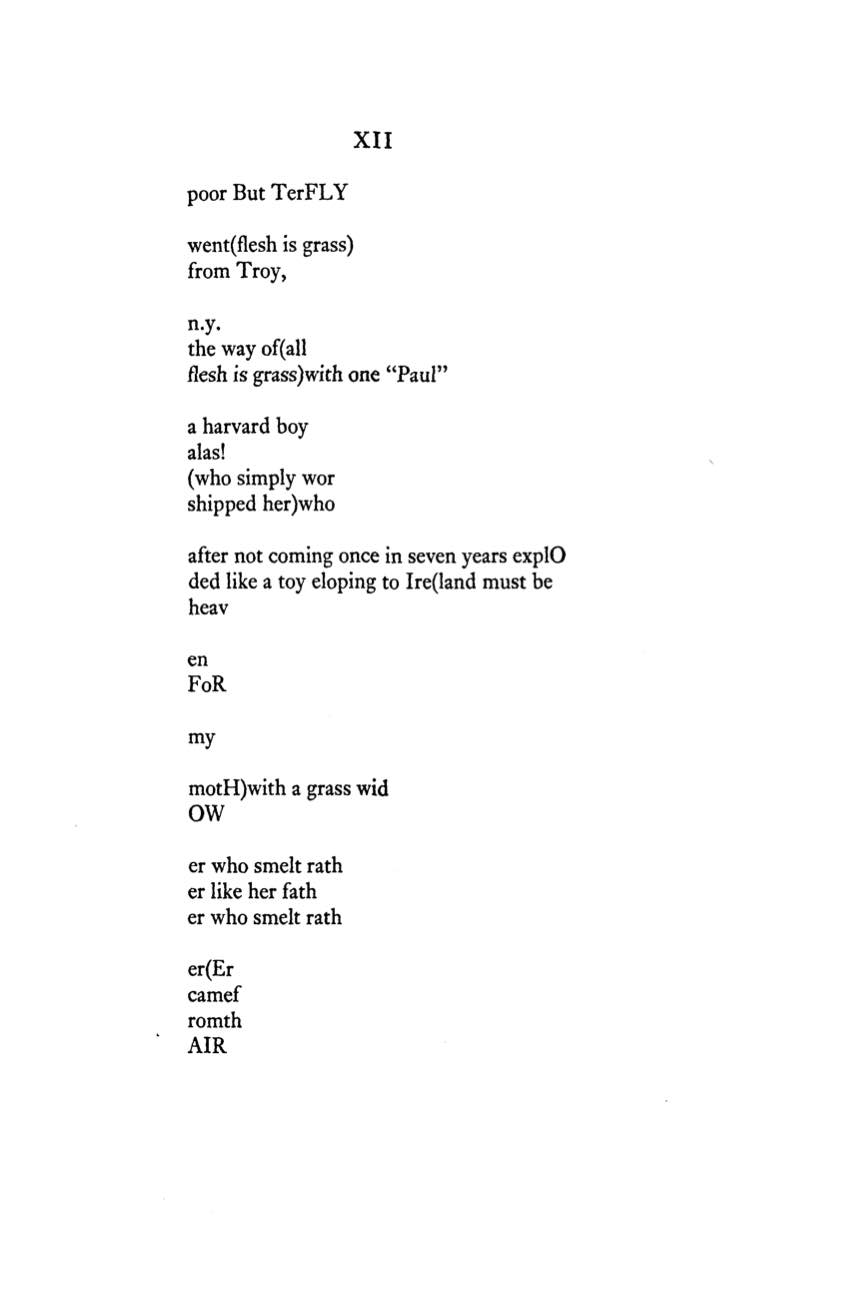 XII
poor But TerFLY
went(flesh is grass)
from Troy,
n.y.
the way of(all
flesh is grass)with one “Paul”
a harvard boy
alas!
(who simply wor
shipped her)who
after not coming once in seven years explO
ded like a toy eloping to Ire(land must be
heav
en
FoR
my
motH)with a grass wid
OW
er who smelt rath
er like her fath
er who smelt rath
er(Er
camef
romth
AIR